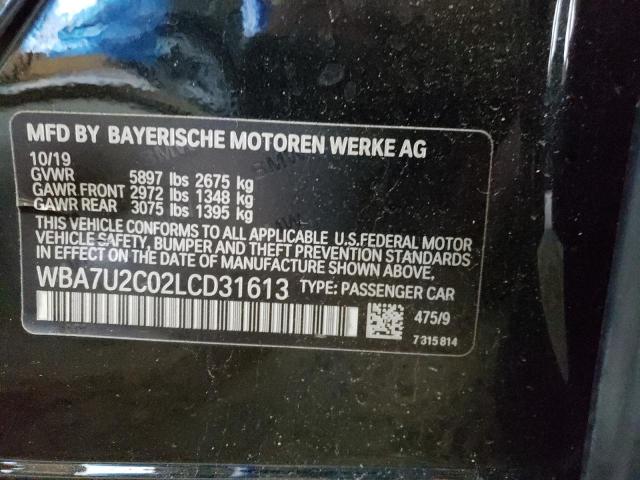 MFD BY BAYERISCHE MOTOREN WERKE AG
10/19
GVWR 5897 lbs 2675 kg
GAWR FRONT 2972 lbs 1348 kg
GAWR REAR 3075 lbs 1395 kg
THIS VEHICLE CONFORMS TO ALL APPLICABLE U.S.FEDERAL MOTOR
VEHICLE SAFETY, BUMPER AND THEFT PREVENTION STANDARDS
IN EFFECT ON THE DATE OF MANUFACTURE SHOWN ABOVE.
WBA7U2C02LCD31613 TYPE: PASSENGER CAR
475/9
7 315 814